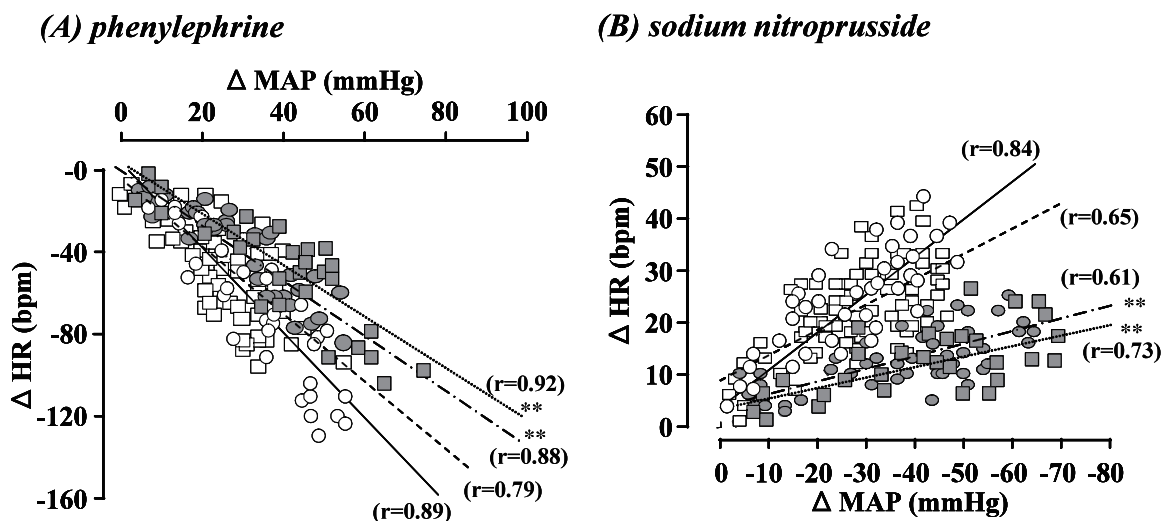 (A) phenylephrine
Δ MAP (mmHg)
0 20 40 60 80 100
-0
-40
-80
-120
-160
Δ HR (bpm)
(r=0.92)
**
**
(r=0.88)
(r=0.79)
(r=0.89)
(B) sodium nitroprusside
60
50
40
30
20
10
0
Δ HR (bpm)
(r=0.84)
(r=0.65)
(r=0.61)
**
**
(r=0.73)
0 -10 -20 -30 -40 -50 -60 -70 -80
Δ MAP (mmHg)